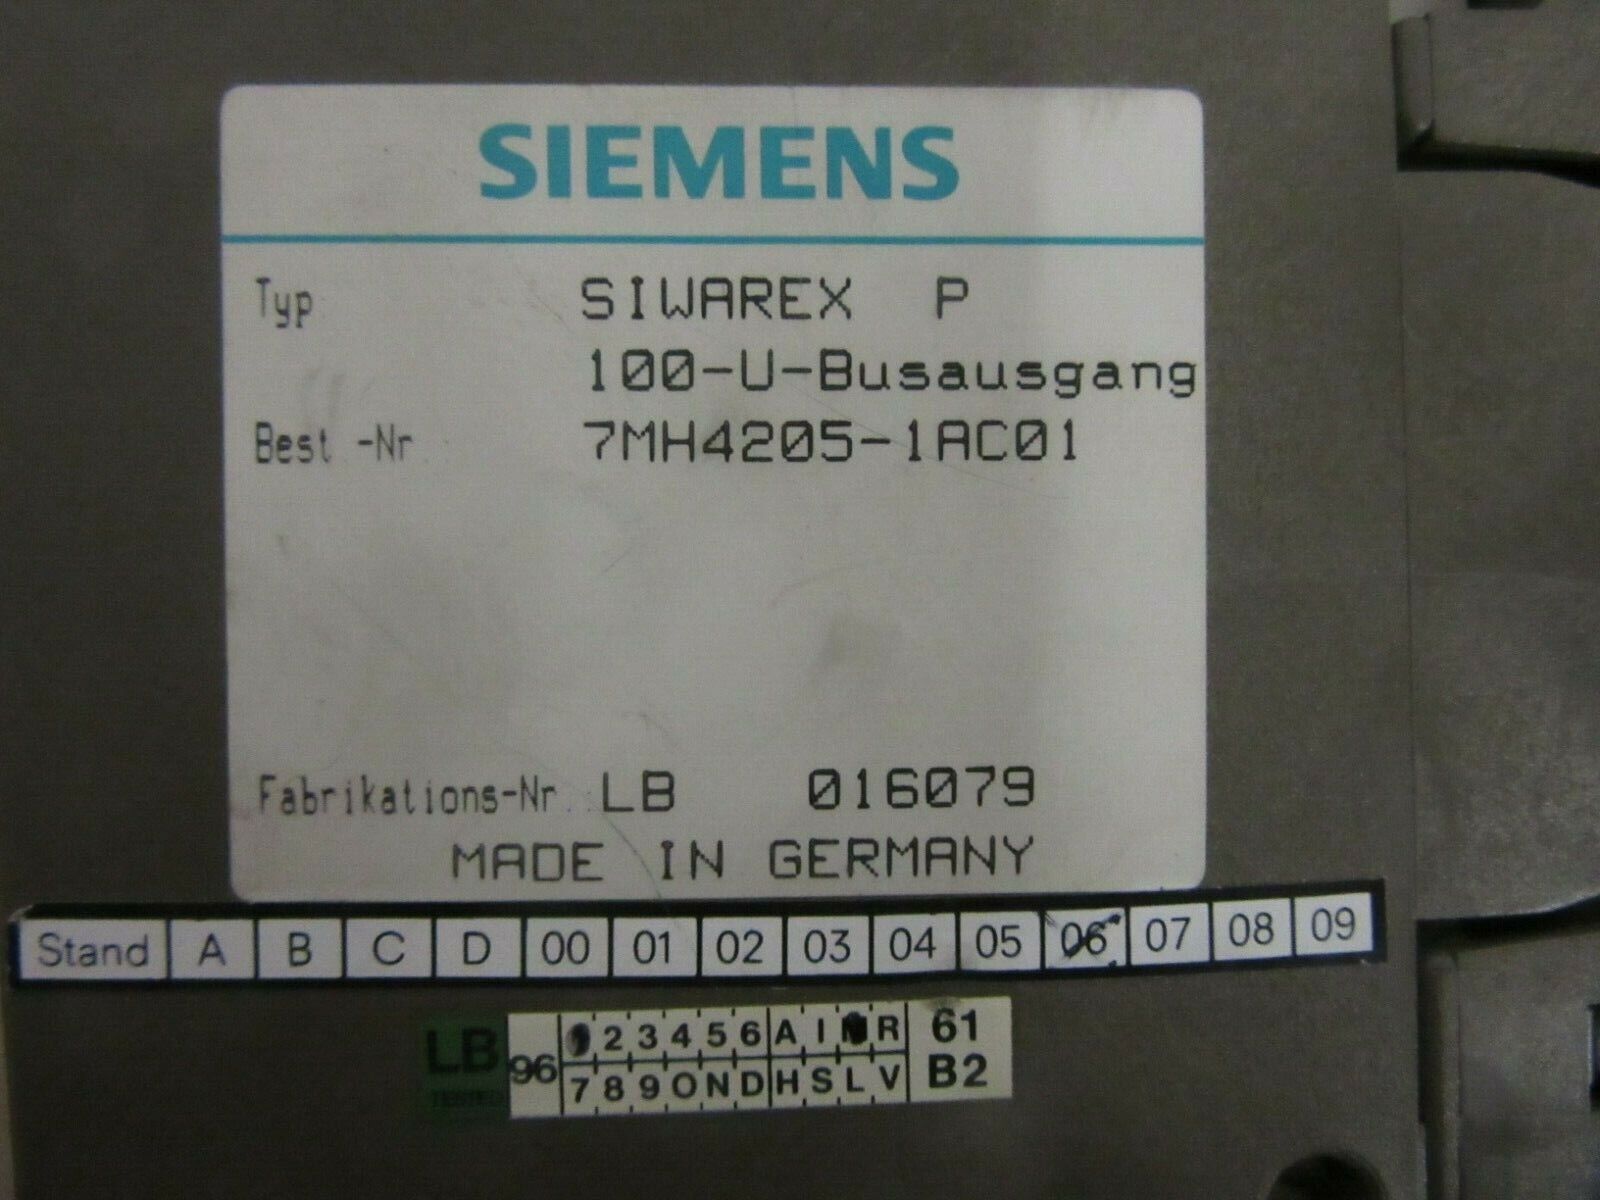 SIEMENS
Typ SIWAREX P
100-U-Busausgang
Best -Nr 7MH4205-1AC01
Fabrikations-Nr LB 016079
MADE IN GERMANY
Stand A B C D 00 01 02 03 04 05 06 07 08 09
LB 96 2 3 4 5 6 A I R 61
7 8 9 O N D H S L V B2